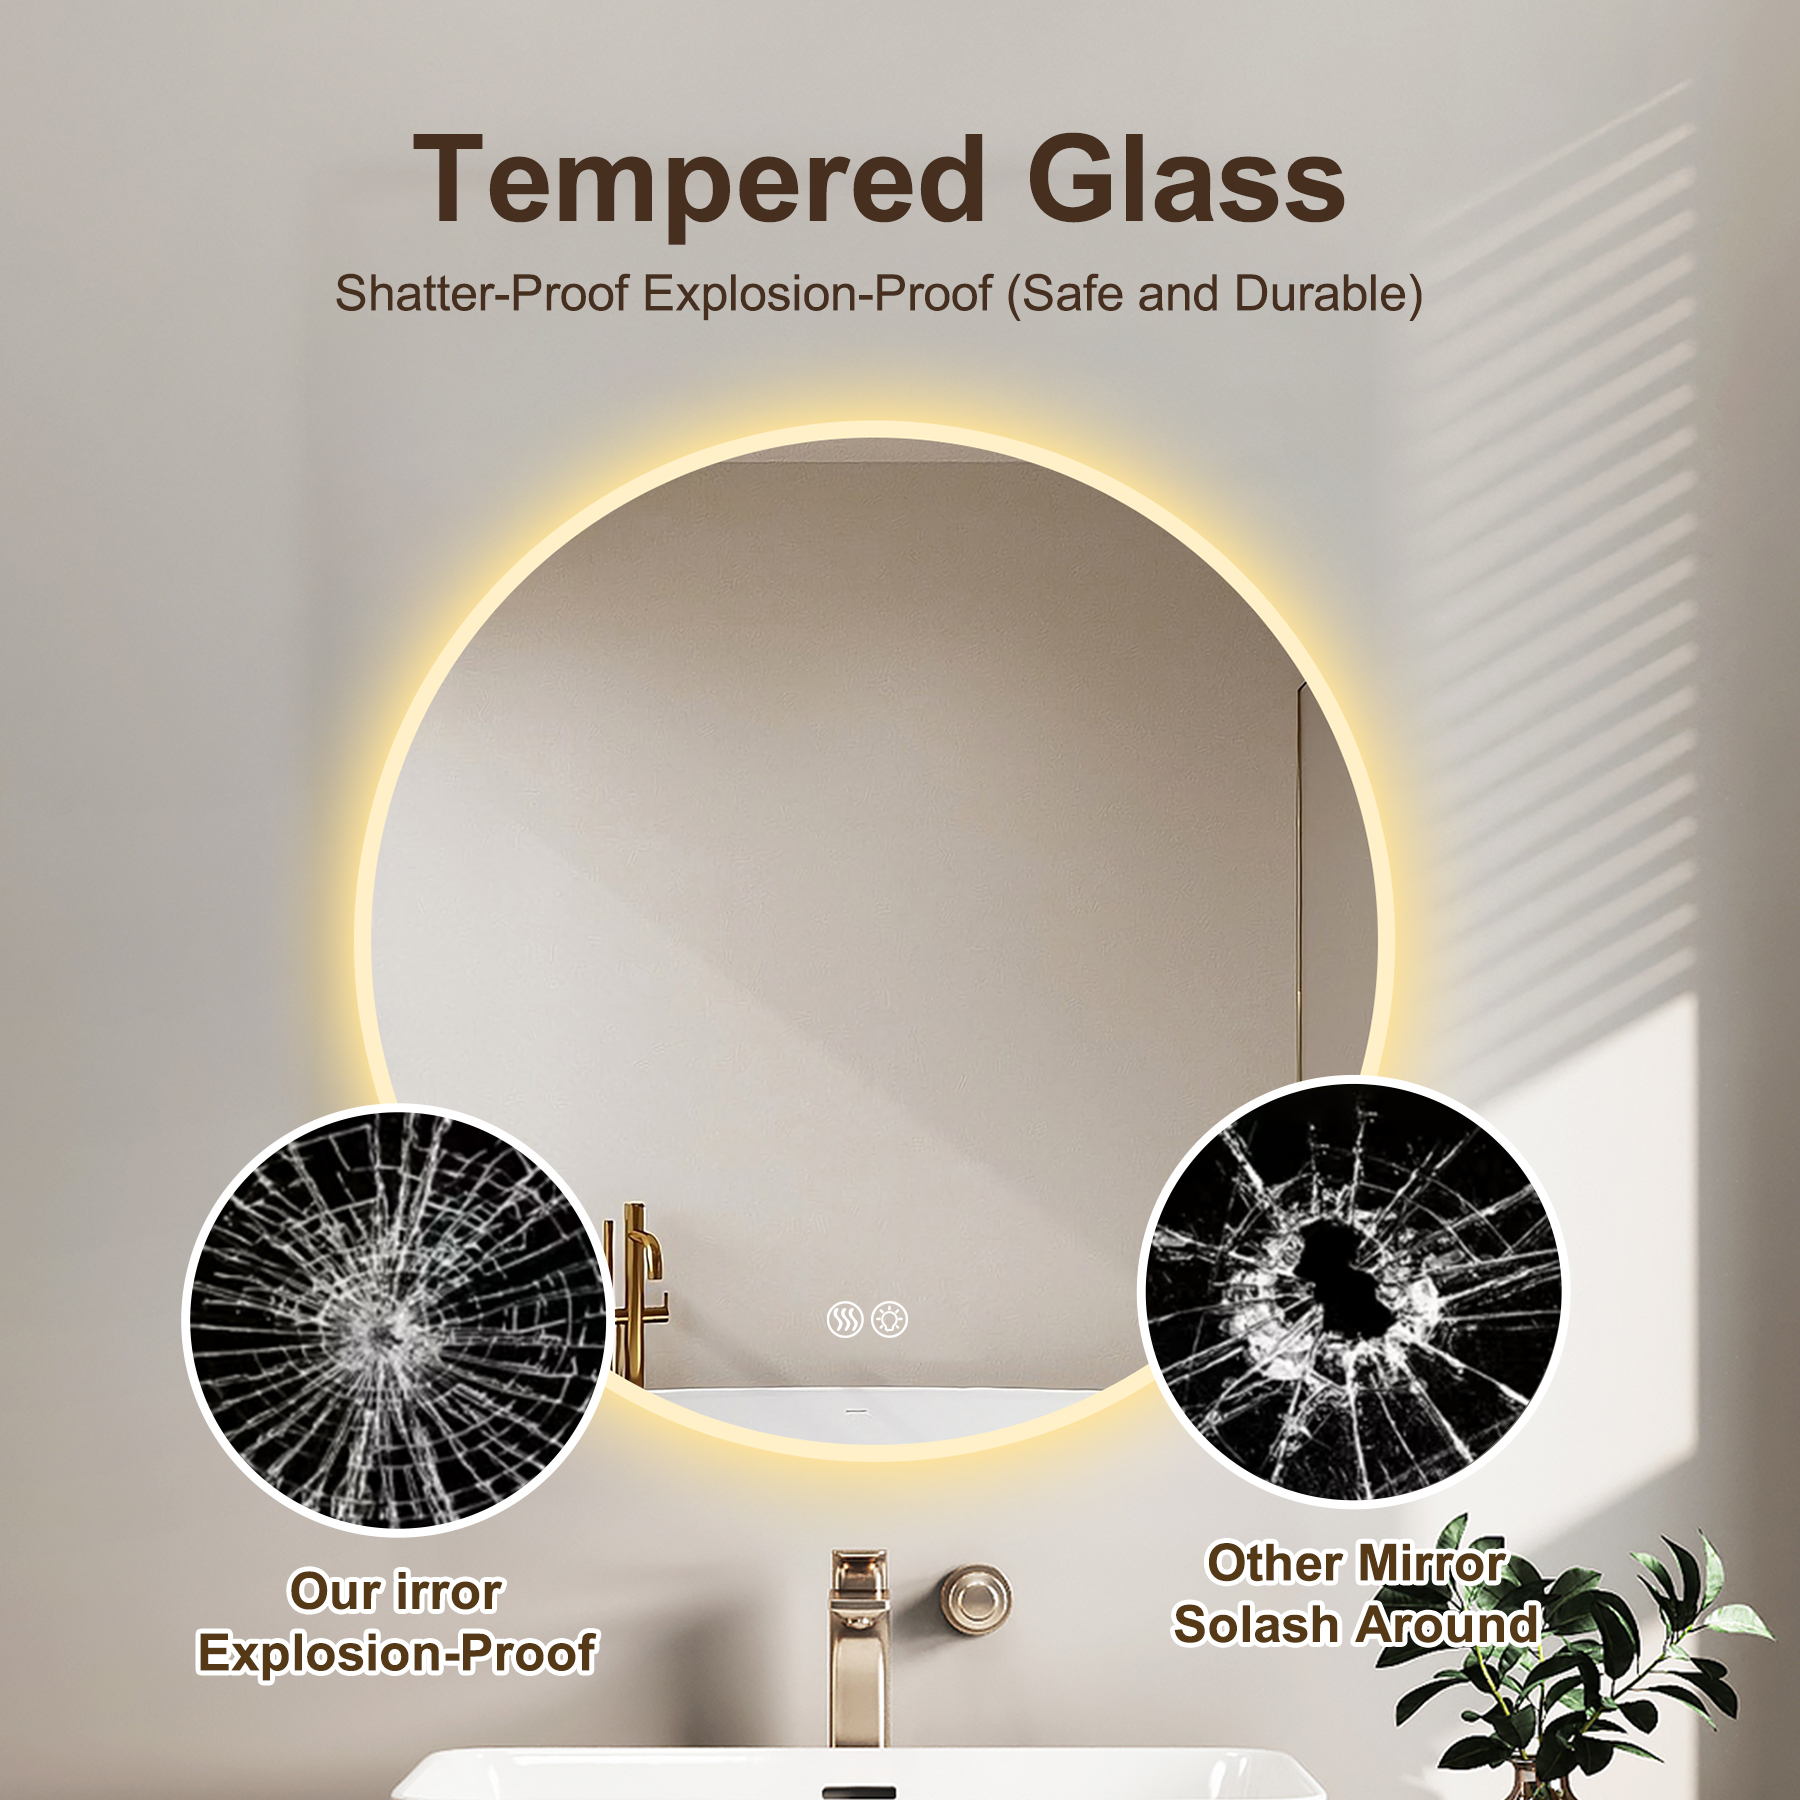 Tempered Glass
Shatter-Proof Explosion-Proof (Safe and Durable)
Our irror
Explosion-Proof
Other Mirror
Solash Around